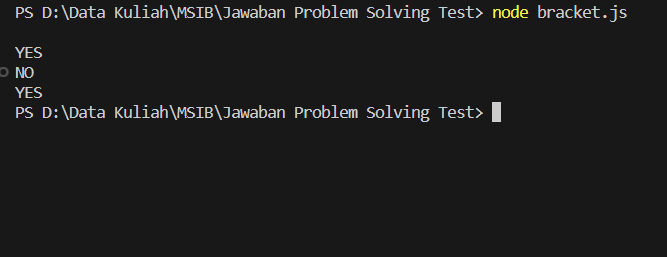 PS D:\Data Kuliah\MSIB\Jawaban Problem Solving Test> node bracket.js
YES
NO
YES
PS D:\Data Kuliah\MSIB\Jawaban Problem Solving Test>